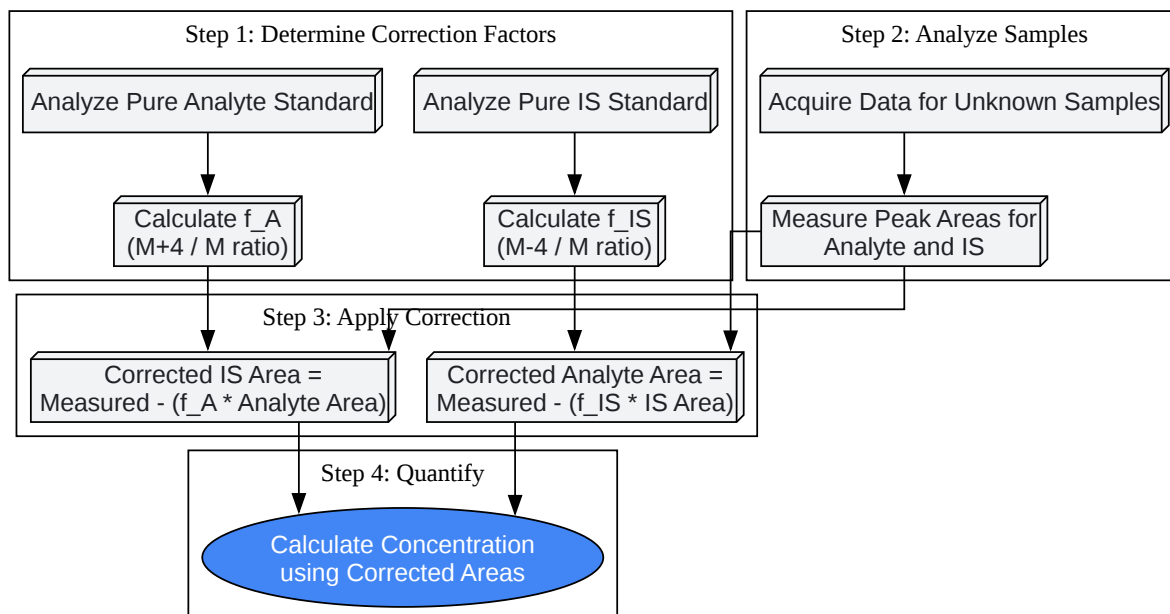 Step 1: Determine Correction Factors
Analyze Pure Analyte Standard
Analyze Pure IS Standard
Calculate f_A
(M+4 / M ratio)
Calculate f_IS
(M-4 / M ratio)
Step 2: Analyze Samples
Acquire Data for Unknown Samples
Measure Peak Areas for
Analyte and IS
Step 3: Apply Correction
Corrected IS Area =
Measured - (f_A * Analyte Area)
Corrected Analyte Area =
Measured - (f_IS * IS Area)
Step 4: Quantify
Calculate Concentration
using Corrected Areas